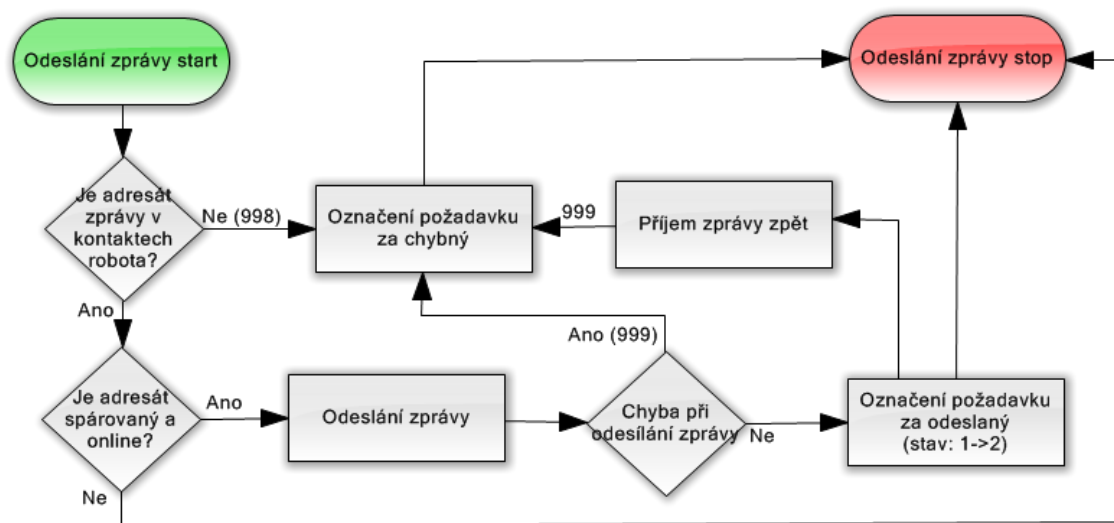 Odeslání zprávy start
Odeslání zprávy stop
Je adresát
zprávy v
kontaktech
robota?
Ne (998)
Označení požadavku
za chybný
999
Příjem zprávy zpět
Ano
Ano (999)
Je adresát
spárovaný a
online?
Ano
Odeslání zprávy
Chyba při
odesílání zprávy
Ne
Označení požadavku
za odeslaný
(stav: 1->2)
Ne